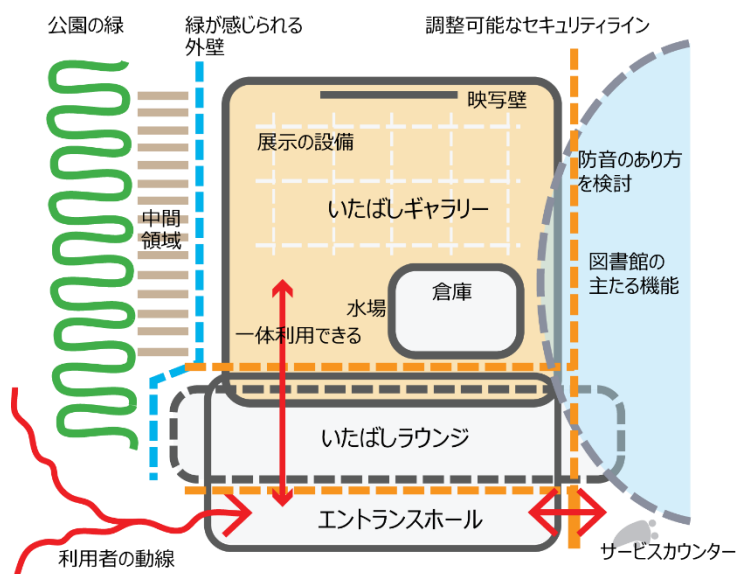 公園の緑
緑が感じられる
外壁
調整可能なセキュリティライン
映写壁
展示の設備
防音のあり方
を検討
いたばしギャラリー
中間
領域
図書館の
主たる機能
倉庫
水場
一体利用できる
いたばしラウンジ
エントランスホール
利用者の動線
サービスカウンター